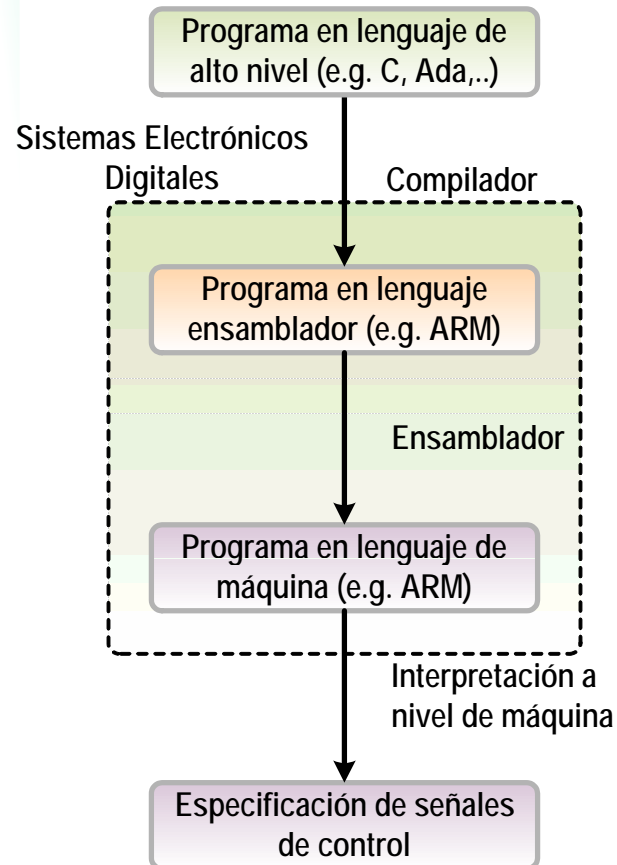 Programa en lenguaje de
alto nivel (e.g. C, Ada,..)
Sistemas Electrónicos
Digitales
Compilador
Programa en lenguaje
ensamblador (e.g. ARM)
Ensamblador
Programa en lenguaje de
máquina (e.g. ARM)
Interpretación a
nivel de máquina
Especificación de señales
de control